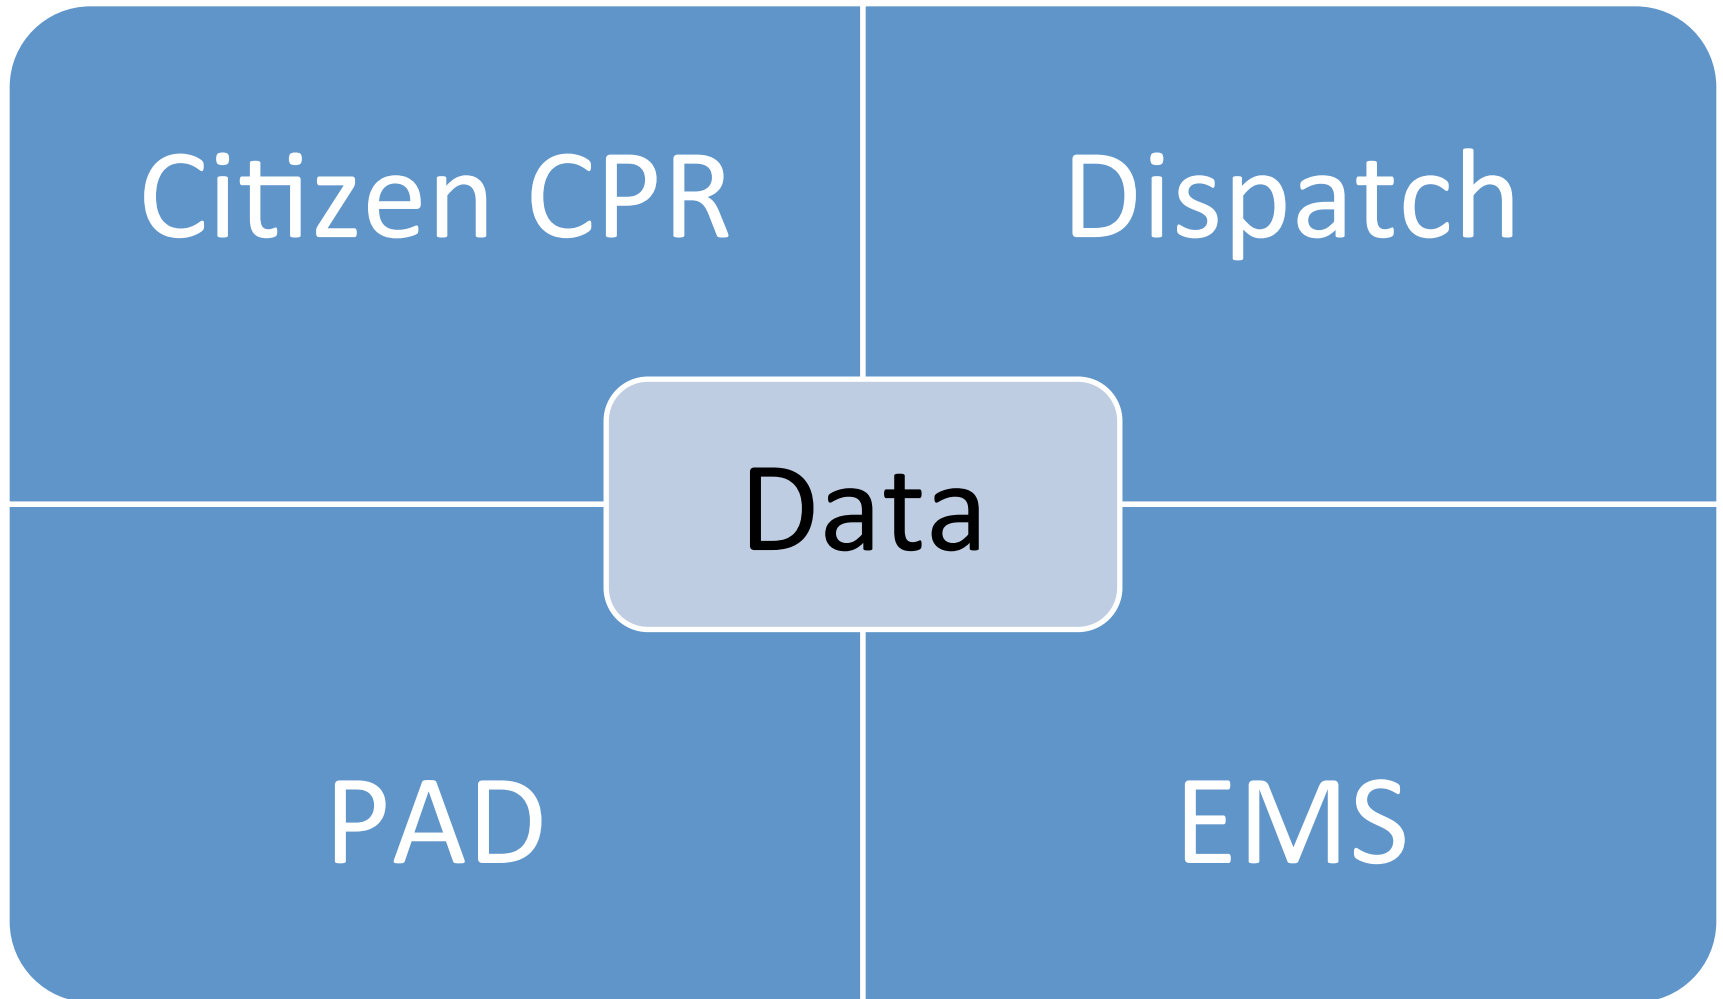 Citizen CPR
Dispatch
Data
PAD
EMS